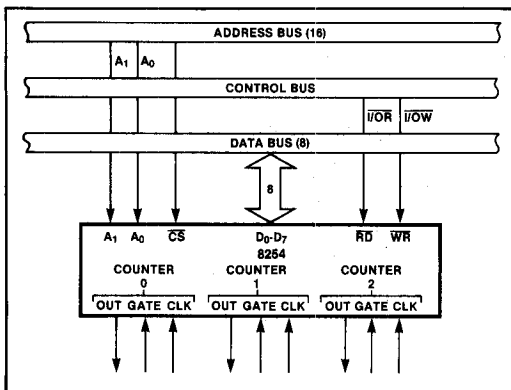 ADDRESS BUS (16)
A₁ A₀
CONTROL BUS
I/OR I/OW
DATA BUS (8)
8
A₁ A₀ CS D₀-D₇ RD WR
8254
COUNTER COUNTER COUNTER
0 1 2
OUT GATE CLK OUT GATE CLK OUT GATE CLK